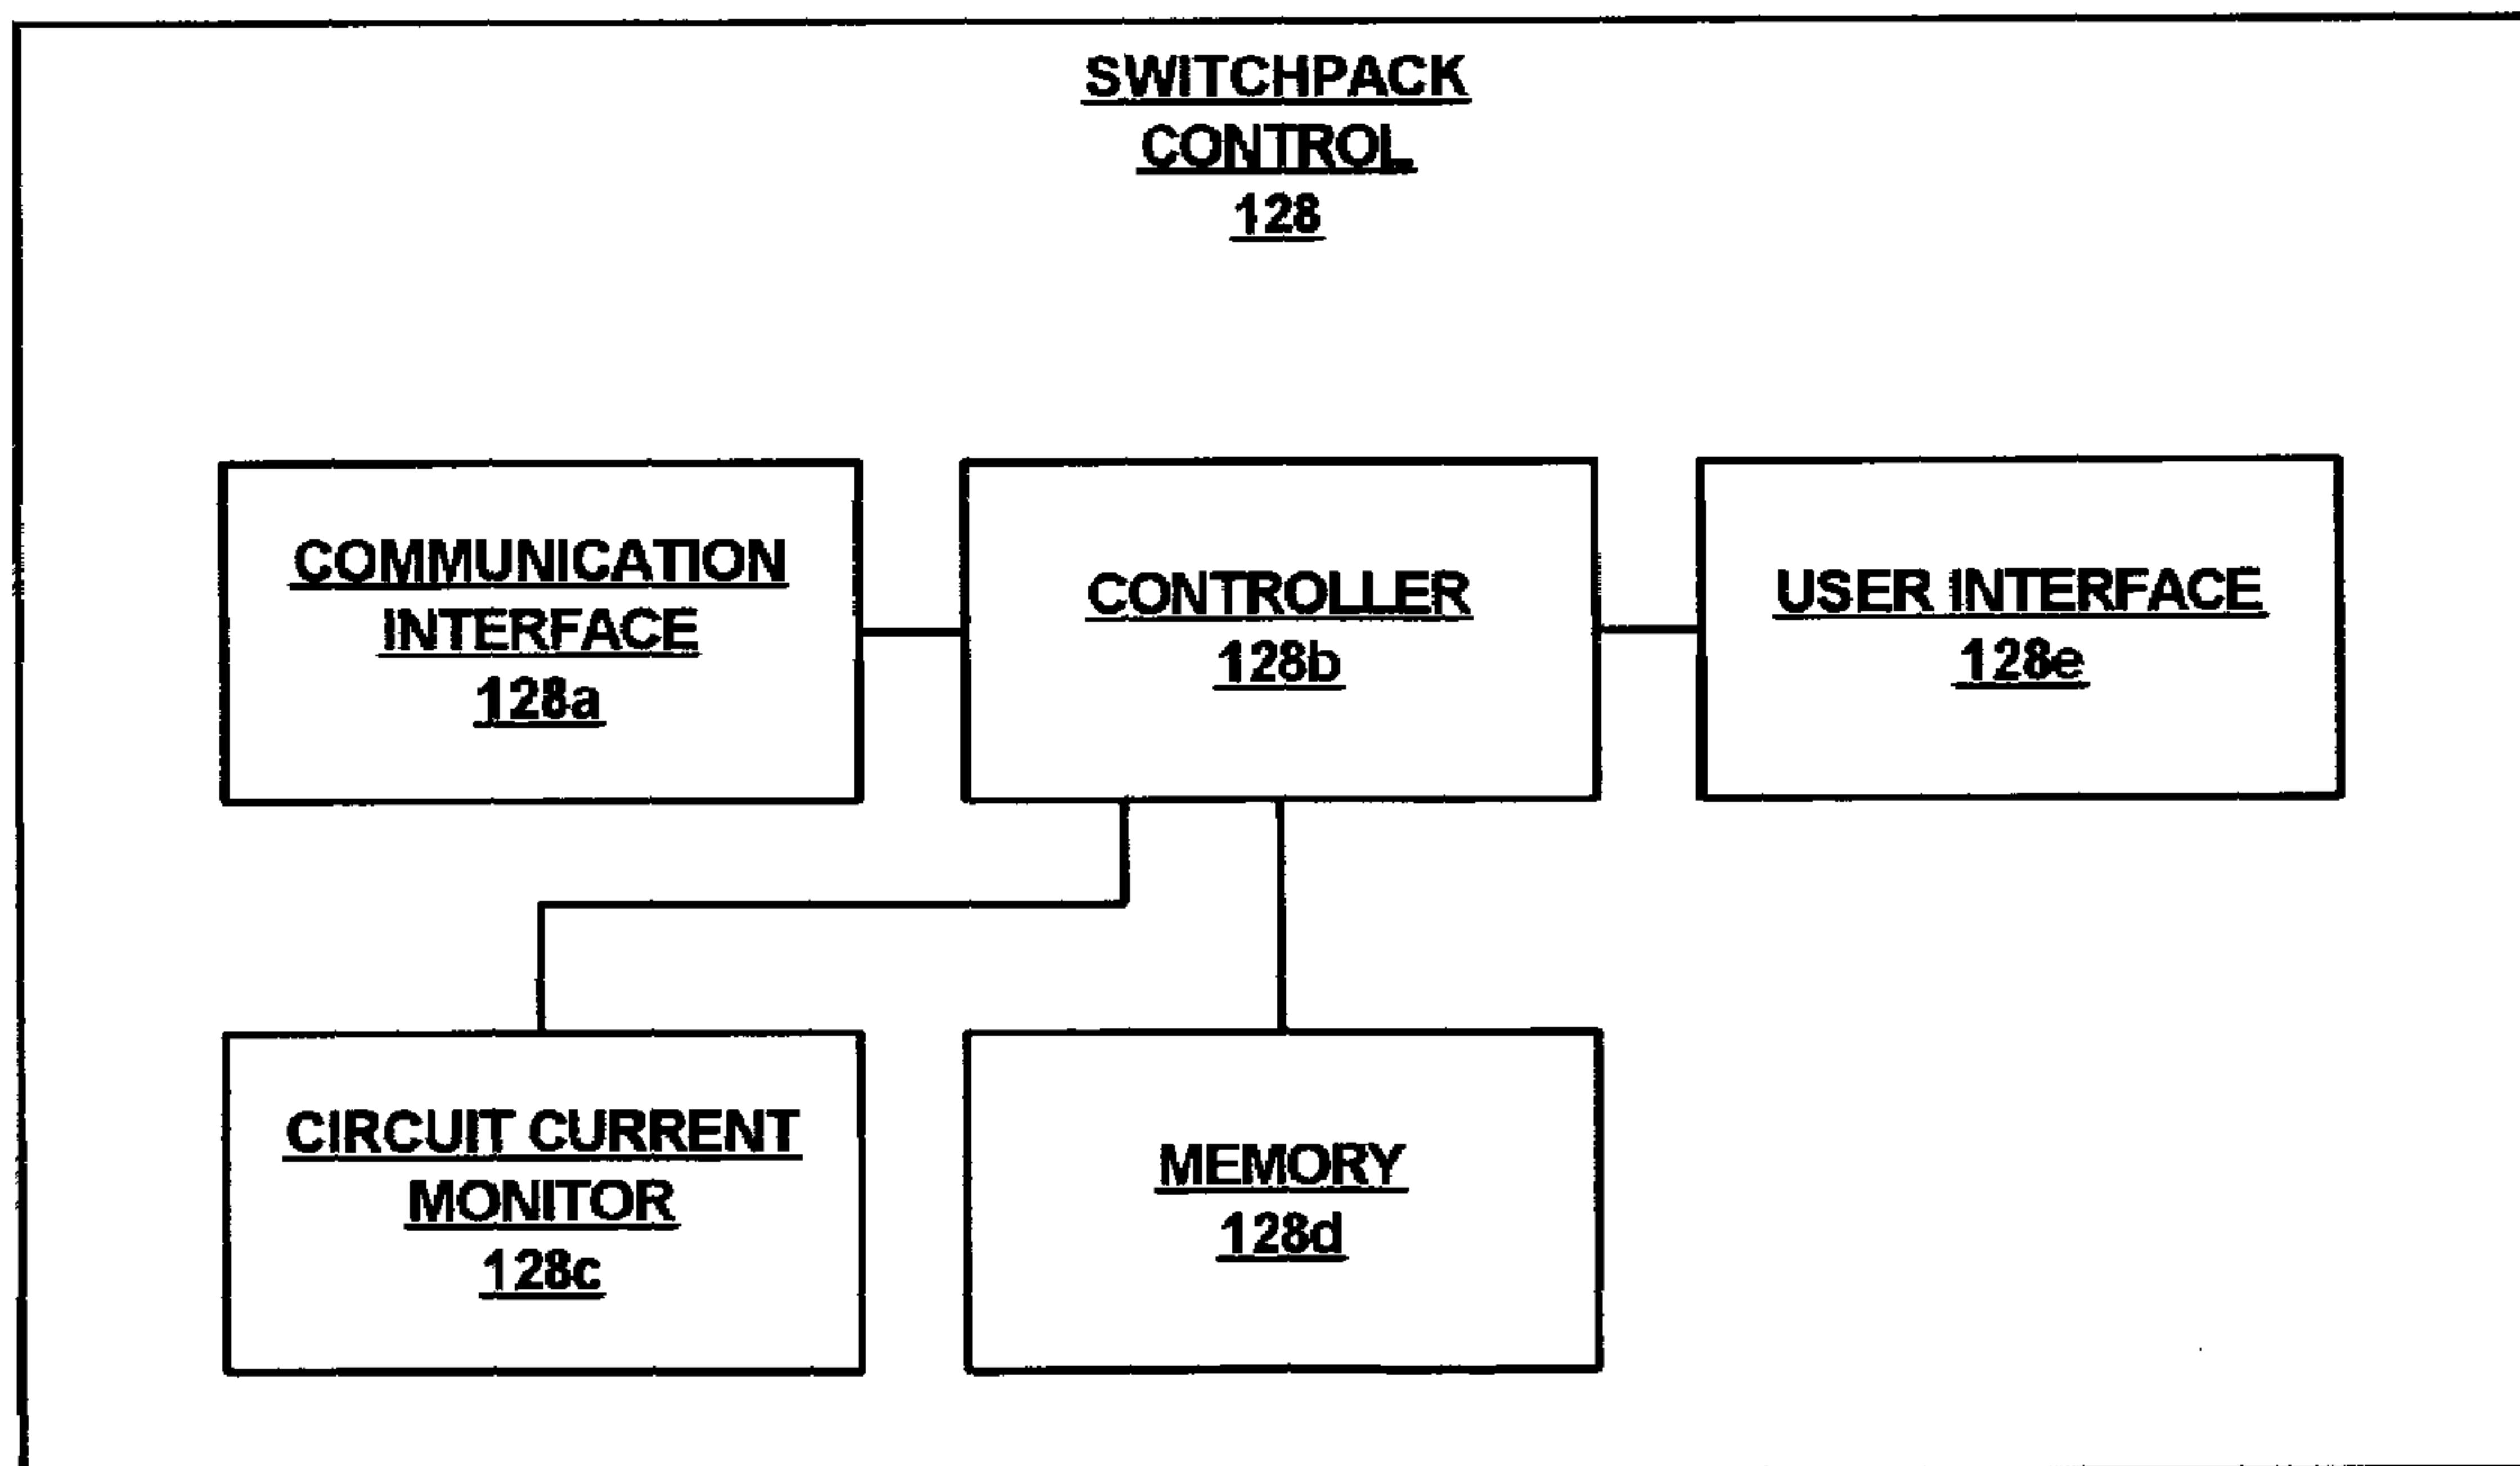 SWITCHPACK
CONTROL
128
COMMUNICATION
INTERFACE
128a
CONTROLLER
128b
USER INTERFACE
128e
CIRCUIT CURRENT
MONITOR
128c
MEMORY
128d